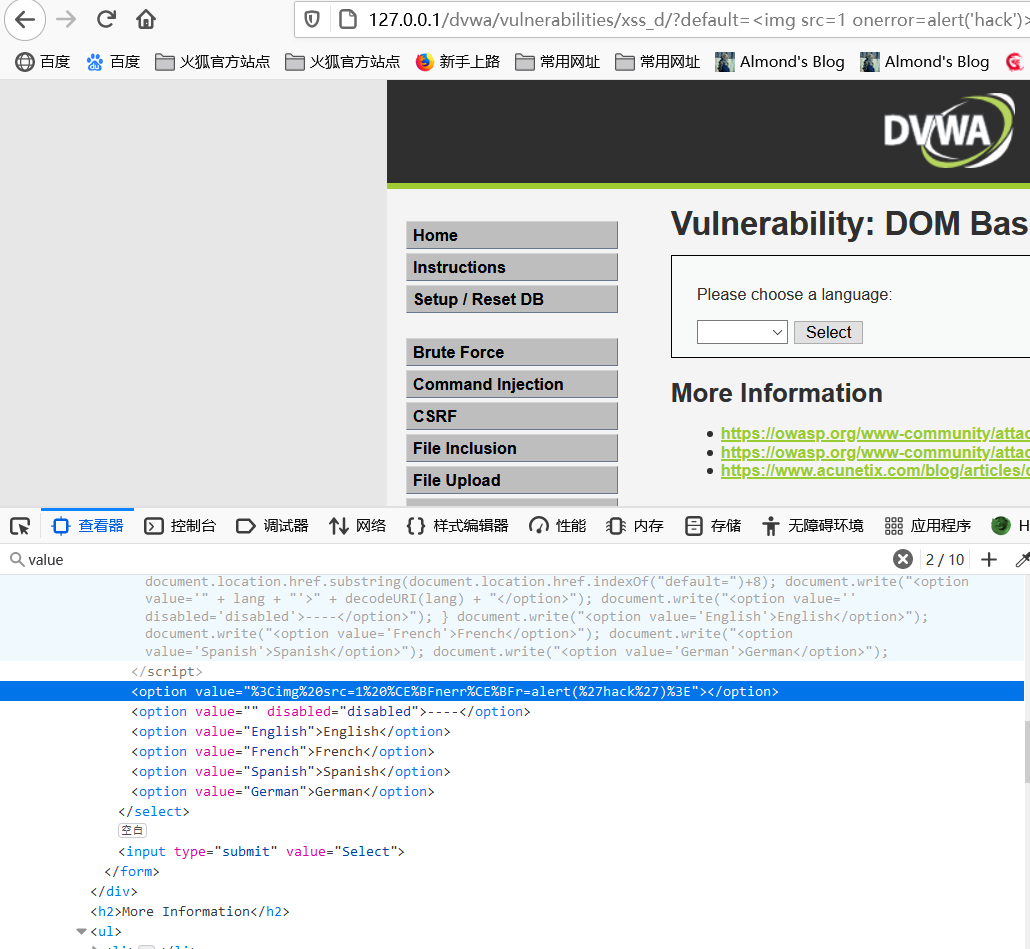 127.0.0.1/dvwa/vulnerabilities/xss_d/?default=<img src=1 onerror=alert('hack')>
百度 百度 火狐官方站点 火狐官方站点 新手上路 常用网址 常用网址 Almond's Blog Almond's Blog
DVWA
Vulnerability: DOM Bas
Home
Instructions
Setup / Reset DB
Brute Force
Command Injection
CSRF
File Inclusion
File Upload
Please choose a language:
Select
More Information
https://owasp.org/www-community/attac
https://owasp.org/www-community/attac
https://www.acunetix.com/blog/articles/
查看器 控制台 调试器 网络 {} 样式编辑器 性能 内存 存储 无障碍环境 应用程序 H
value 2 / 10
document.location.href.substring(document.location.href.indexOf("default=")+8); document.write("<option
value='" + lang + "'>" + decodeURI(lang) + "</option>"); document.write("<option value=''
disabled='disabled'>----</option>"); } document.write("<option value='English'>English</option>");
document.write("<option value='French'>French</option>"); document.write("<option
value='Spanish'>Spanish</option>"); document.write("<option value='German'>German</option>");
</script>
<option value="%3Cimg%20src=1%20%CE%BFnerr%CE%BFr=alert(%27hack%27)%3E"></option>
<option value="" disabled="disabled">----</option>
<option value="English">English</option>
<option value="French">French</option>
<option value="Spanish">Spanish</option>
<option value="German">German</option>
</select>
空白
<input type="submit" value="Select">
</form>
</div>
<h2>More Information</h2>
<ul>